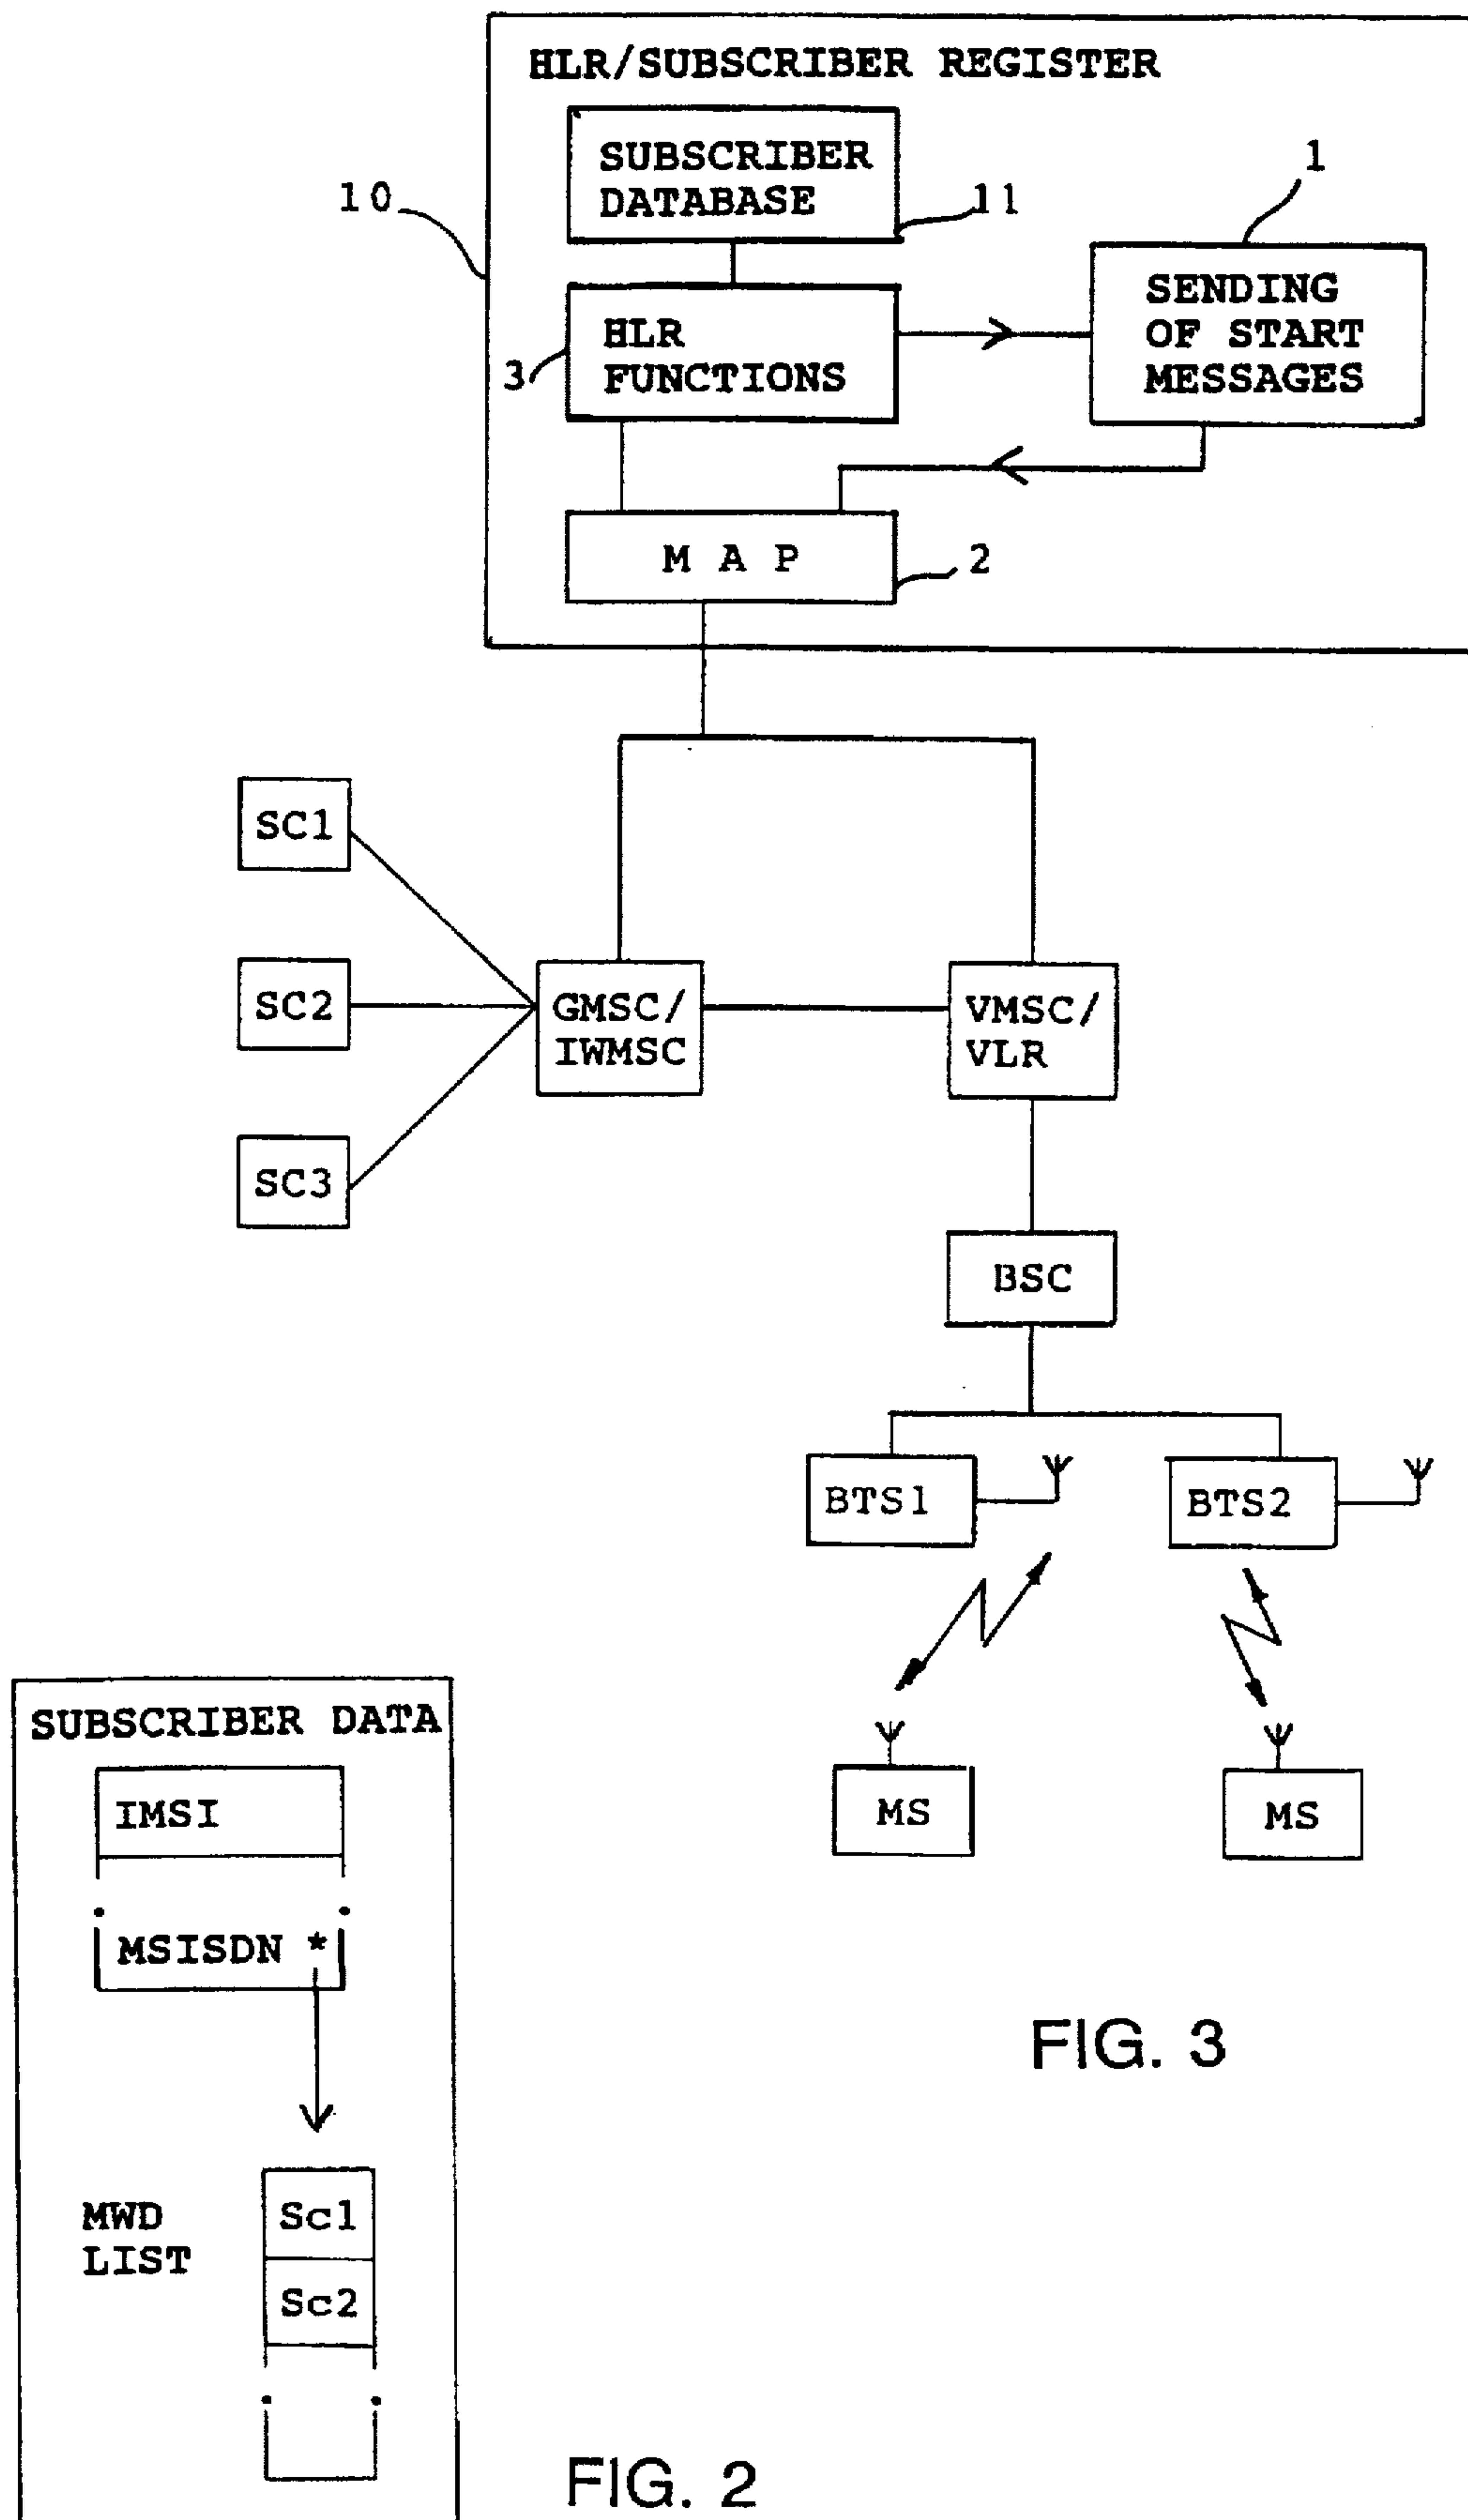 HLR/SUBSCRIBER REGISTER
SUBSCRIBER
DATABASE
10
11
1
HLR
FUNCTIONS
3
SENDING
OF START
MESSAGES
M A P
2
SC1
SC2
SC3
GMSC/
IWMSC
VMSC/
VLR
BSC
BTS1
BTS2
MS
MS
FIG. 3
SUBSCRIBER DATA
IMSI
MSISDN *
MWD
LIST
Sc1
Sc2
FIG. 2